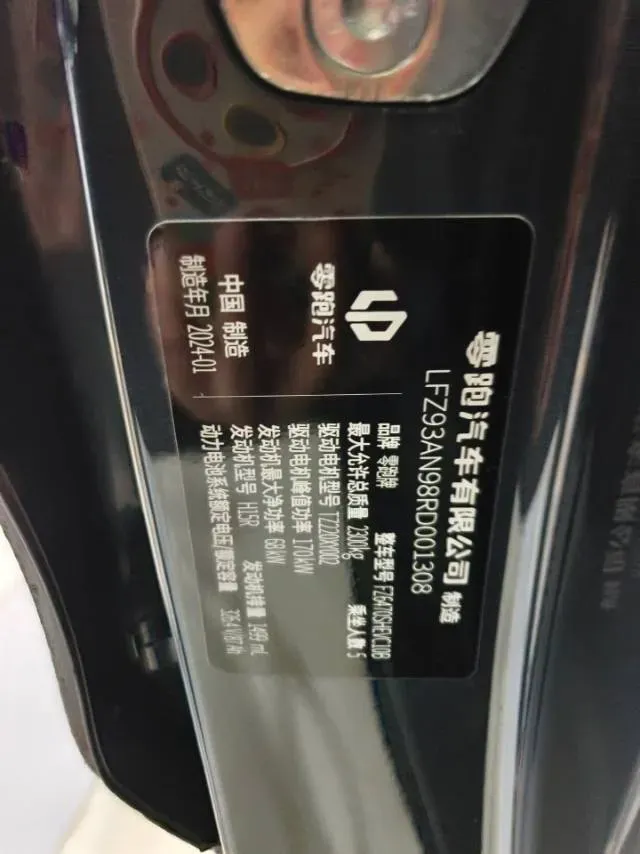 零跑汽车有限公司 制造
LFZ93AN98RD001308
零跑汽车
中国 制造
制造年月 2024-01
品牌 零跑牌 整车型号 FZ6470SHEVC10B
最大允许总质量 2300kg 乘坐人数 5
驱动电机型号 TZ220XY002
驱动电机峰值功率 170kW
发动机最大净功率 68kW 发动机排量 1499 mL
发动机型号 H15R
动力电池系统额定电压/额定容量